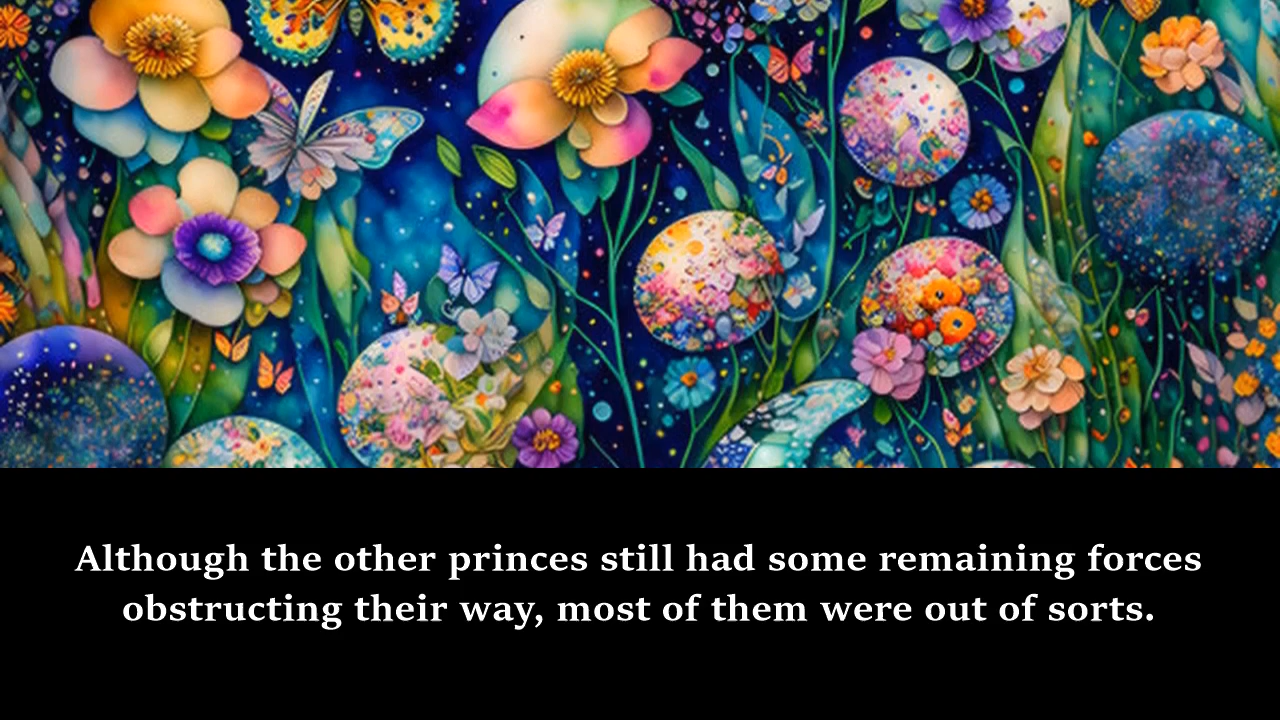 Although the other princes still had some remaining forces
obstructing their way, most of them were out of sorts.